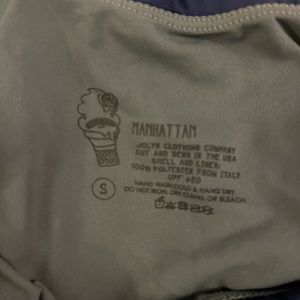 MANHATTAN
JOLYN CLOTHING COMPANY
CUT AND SEWN IN THE USA
SHELL AND LINER:
100% POLYESTER FROM ITALY
UPF +50
HAND WASH COLD & HANG DRY.
DO NOT IRON, DRY CLEAN, OR BLEACH.
S